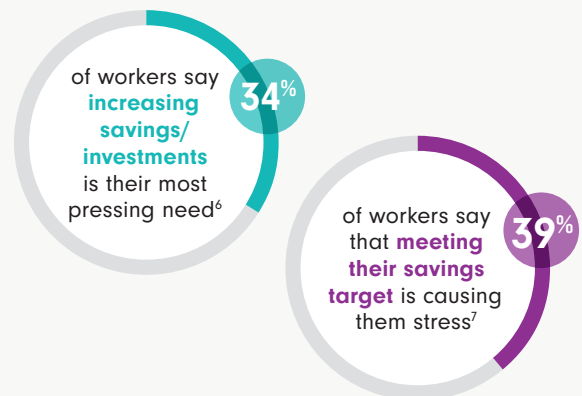 of workers say
increasing
savings/
investments
is their most
pressing need⁶
34%
of workers say
that meeting
their savings
target is causing
them stress⁷
39%